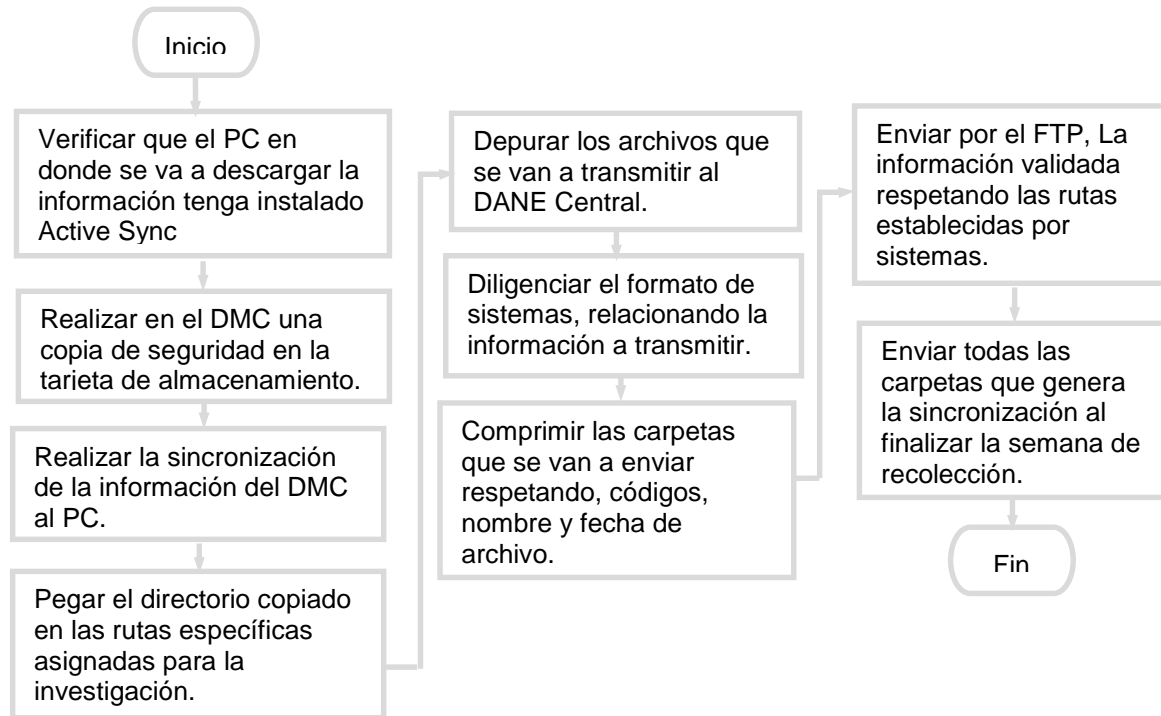 Inicio
Verificar que el PC en
donde se va a descargar la
información tenga instalado
Active Sync
Realizar en el DMC una
copia de seguridad en la
tarjeta de almacenamiento.
Realizar la sincronización
de la información del DMC
al PC.
Pegar el directorio copiado
en las rutas específicas
asignadas para la
investigación.
Depurar los archivos que
se van a transmitir al
DANE Central.
Diligenciar el formato de
sistemas, relacionando la
información a transmitir.
Comprimir las carpetas
que se van a enviar
respetando, códigos,
nombre y fecha de
archivo.
Enviar por el FTP, La
información validada
respetando las rutas
establecidas por
sistemas.
Enviar todas las
carpetas que genera
la sincronización al
finalizar la semana de
recolección.
Fin